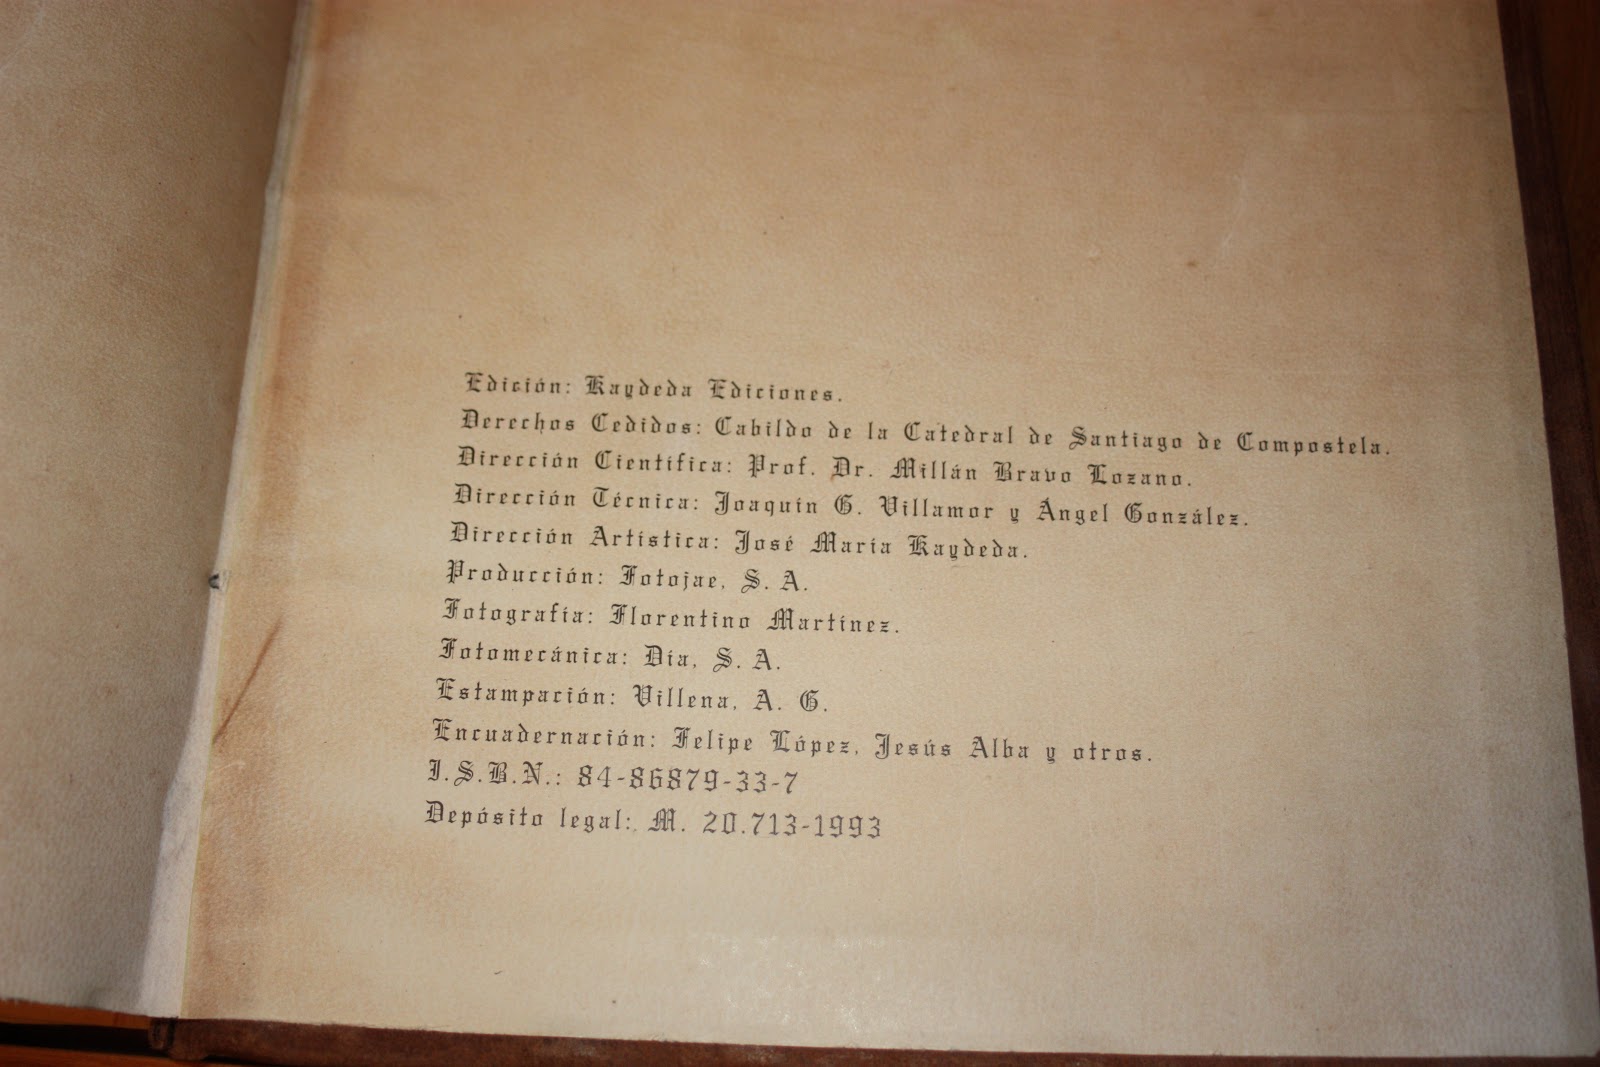 Edición: Kaydeda Ediciones.
Derechos Cedidos: Cabildo de la Catedral de Santiago de Compostela.
Dirección Científica: Prof. Dr. Millán Bravo Lozano.
Dirección Técnica: Joaquín G. Villamor y Ángel González.
Dirección Artística: José María Kaydeda.
Producción: Fotojae, S. A.
Fotografía: Florentino Martínez.
Fotomecánica: Día, S. A.
Estampación: Villena, A. G.
Encuadernación: Felipe López, Jesús Alba y otros.
I.S.B.N.: 84-86879-33-7
Depósito legal: M. 20.713-1993